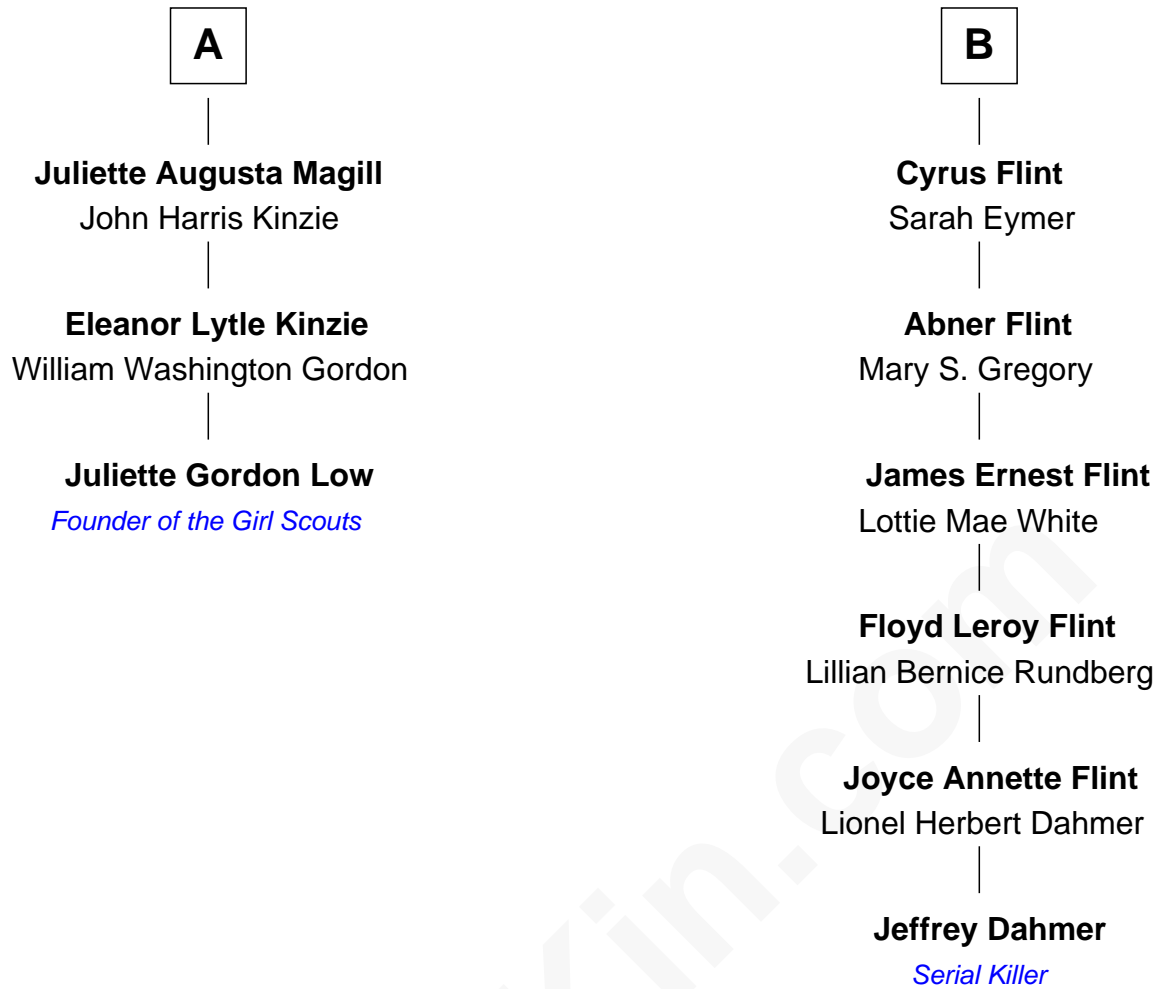 A
Juliette Augusta Magill
John Harris Kinzie
Eleanor Lytle Kinzie
William Washington Gordon
Juliette Gordon Low
Founder of the Girl Scouts
B
Cyrus Flint
Sarah Eymer
Abner Flint
Mary S. Gregory
James Ernest Flint
Lottie Mae White
Floyd Leroy Flint
Lillian Bernice Rundberg
Joyce Annette Flint
Lionel Herbert Dahmer
Jeffrey Dahmer
Serial Killer